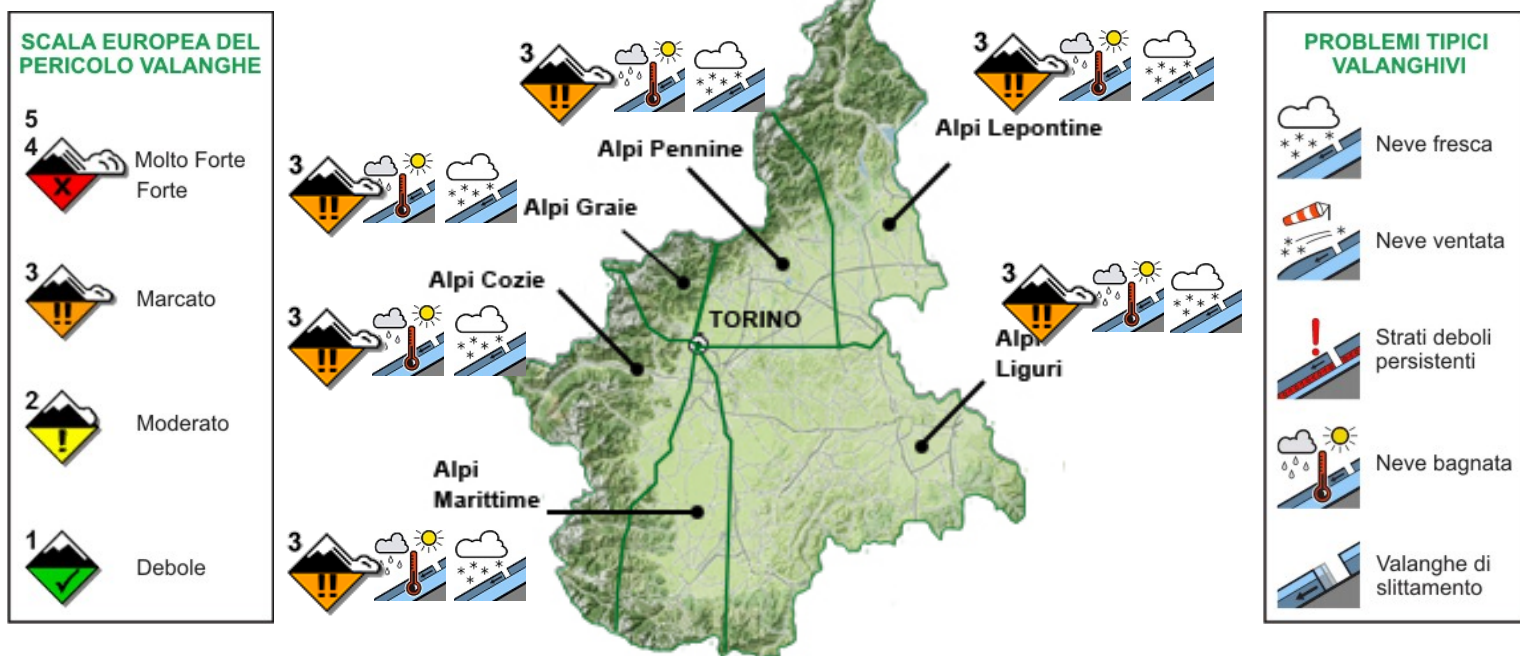 SCALA EUROPEA DEL
PERICOLO VALANGHE
5
4
Molto Forte
Forte
3
Marcato
2
Moderato
1
Debole
3
3
Alpi Lepontine
Alpi Pennine
3
Alpi Graie
Alpi Cozie
3
TORINO
3
Alpi
Liguri
Alpi
Marittime
3
PROBLEMI TIPICI
VALANGHIVI
Neve fresca
Neve ventata
Strati deboli
persistenti
Neve bagnata
Valanghe di
slittamento